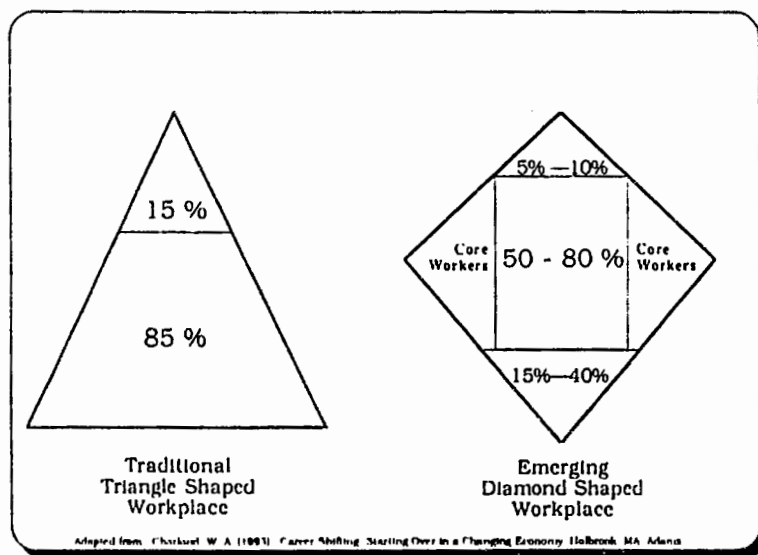 15 %
85 %
Traditional
Triangle Shaped
Workplace
5%—10%
Core
Workers
50 - 80 %
Core
Workers
15%—40%
Emerging
Diamond Shaped
Workplace
Adapted from W. A. (1993) Career Shifting Starting Over in a Changing Economy Holbrook MA Adams